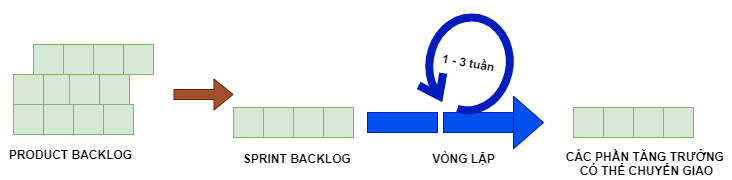 1 - 3 tuần
PRODUCT BACKLOG
SPRINT BACKLOG
VÒNG LẶP
CÁC PHẦN TĂNG TRƯỞNG
CÓ THỂ CHUYỂN GIAO